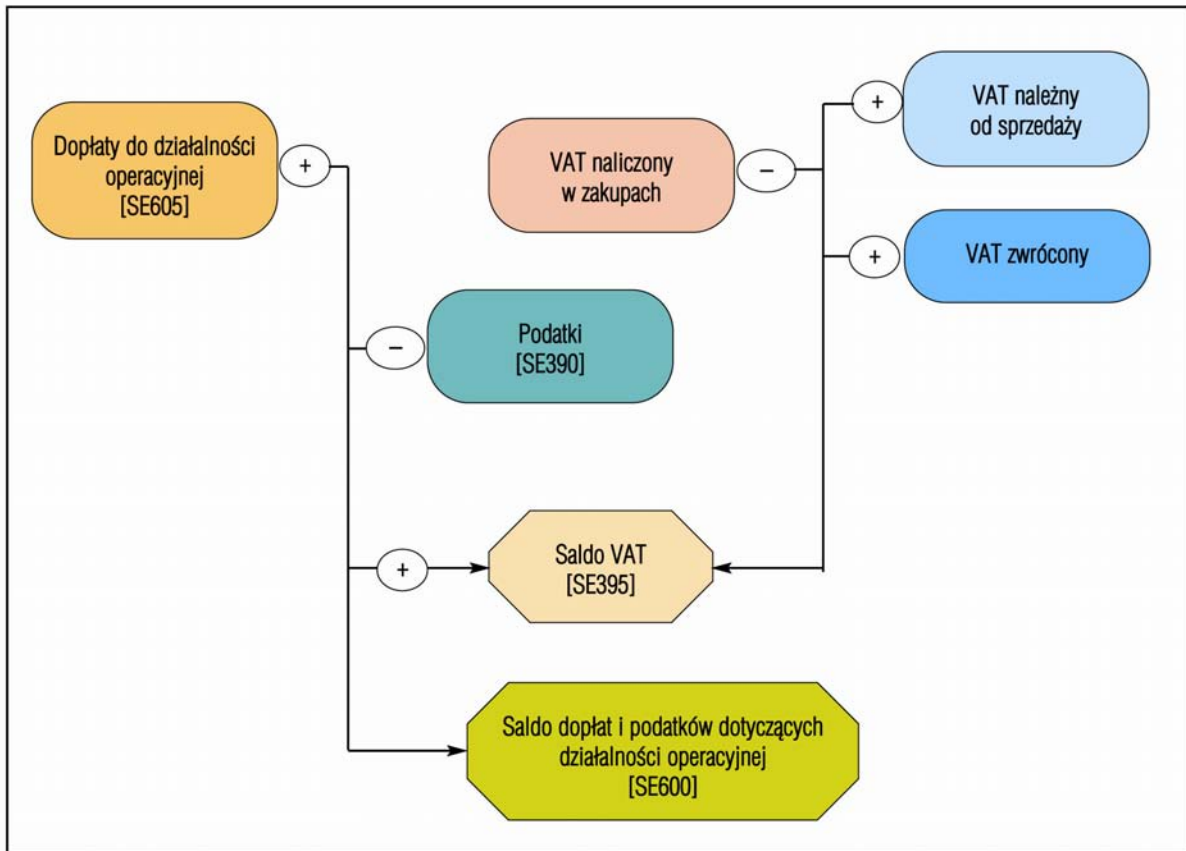 VAT należny
od sprzedaży
+
Dopłaty do działalności
operacyjnej
[SE605]
+
VAT naliczony
w zakupach
−
+
VAT zwrócony
−
Podatki
[SE390]
+
Saldo VAT
[SE395]
Saldo dopłat i podatków dotyczących
działalności operacyjnej
[SE600]